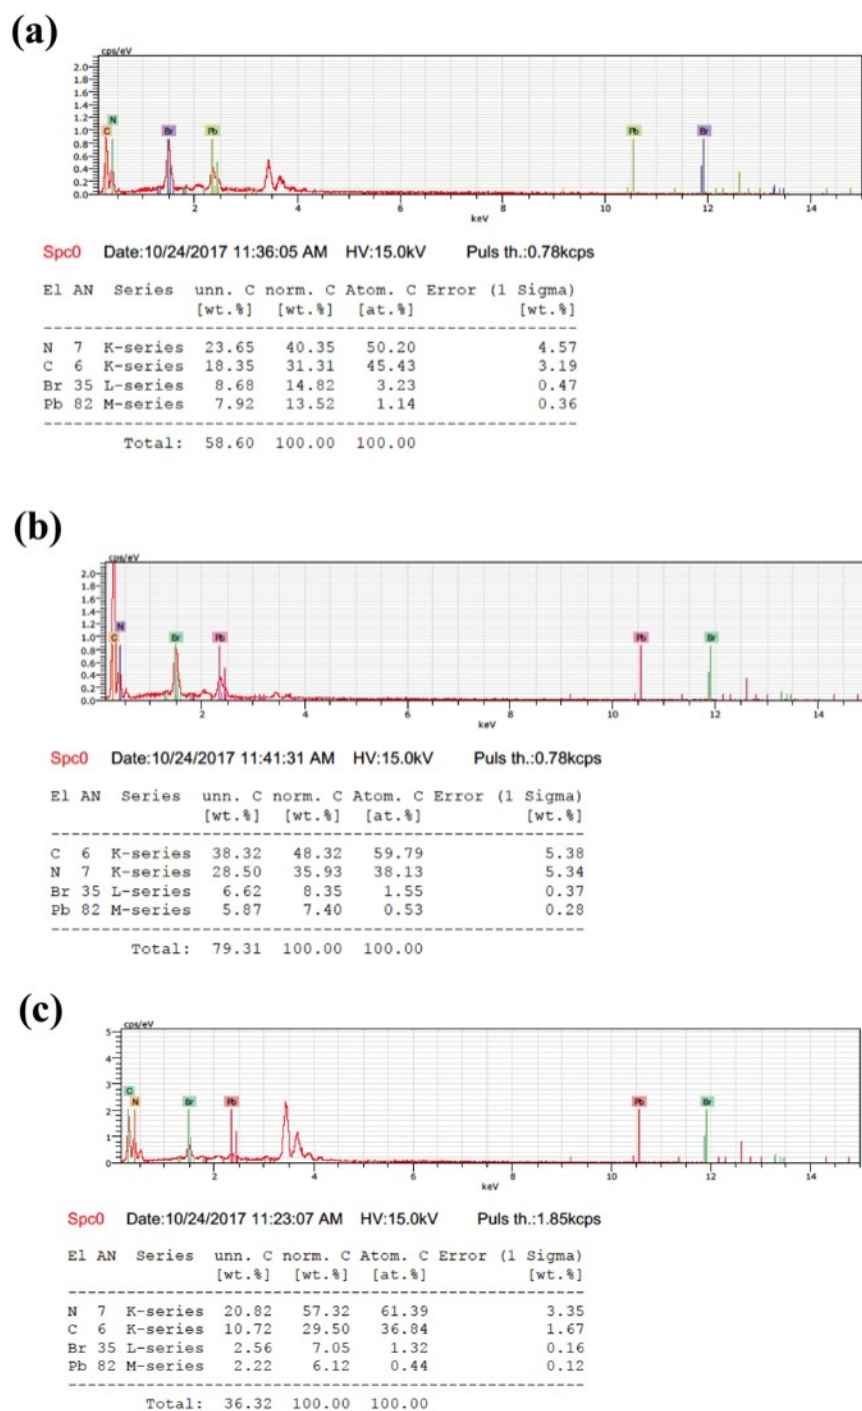 (a)
cps/eV
2.0
1.8
1.6
1.4
1.2
1.0
0.8
0.6
0.4
0.2
0.0
C N Br Pb Pb Br
2 4 6 8 10 12 14
keV
Spc0 Date:10/24/2017 11:36:05 AM HV:15.0kV Puls th.:0.78kcps
El AN Series unn. C norm. C Atom. C Error (1 Sigma)
[wt.%] [wt.%] [at.%] [wt.%]
N 7 K-series 23.65 40.35 50.20 4.57
C 6 K-series 18.35 31.31 45.43 3.19
Br 35 L-series 8.68 14.82 3.23 0.47
Pb 82 M-series 7.92 13.52 1.14 0.36
Total: 58.60 100.00 100.00
(b)
cps/eV
2.0
1.8
1.6
1.4
1.2
1.0
0.8
0.6
0.4
0.2
0.0
C N Br Pb Pb Br
2 4 6 8 10 12 14
keV
Spc0 Date:10/24/2017 11:41:31 AM HV:15.0kV Puls th.:0.78kcps
El AN Series unn. C norm. C Atom. C Error (1 Sigma)
[wt.%] [wt.%] [at.%] [wt.%]
C 6 K-series 38.32 48.32 59.79 5.38
N 7 K-series 28.50 35.93 38.13 5.34
Br 35 L-series 6.62 8.35 1.55 0.37
Pb 82 M-series 5.87 7.40 0.53 0.28
Total: 79.31 100.00 100.00
(c)
cps/eV
5
4
3
2
1
0
C N Br Pb Pb Br
2 4 6 8 10 12 14
keV
Spc0 Date:10/24/2017 11:23:07 AM HV:15.0kV Puls th.:1.85kcps
El AN Series unn. C norm. C Atom. C Error (1 Sigma)
[wt.%] [wt.%] [at.%] [wt.%]
N 7 K-series 20.82 57.32 61.39 3.35
C 6 K-series 10.72 29.50 36.84 1.67
Br 35 L-series 2.56 7.05 1.32 0.16
Pb 82 M-series 2.22 6.12 0.44 0.12
Total: 36.32 100.00 100.00